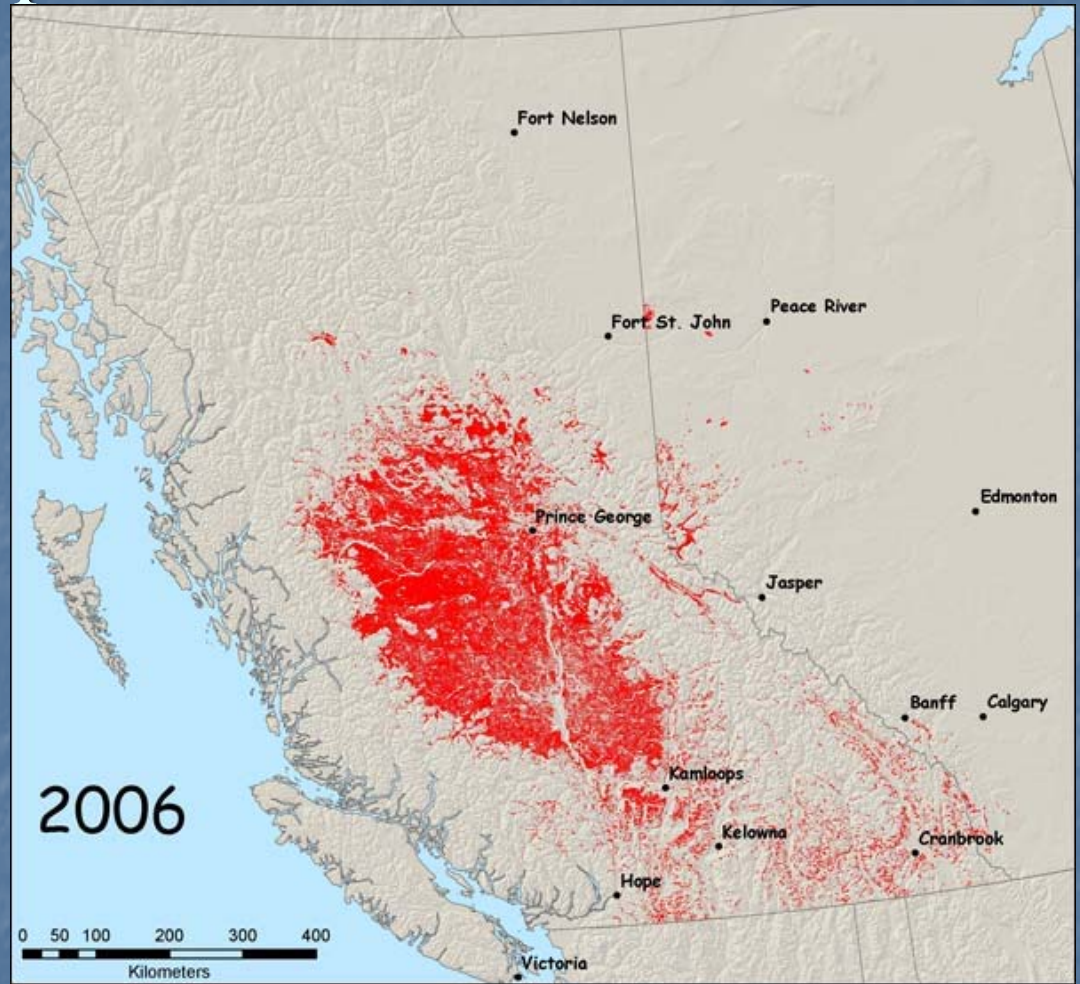 Fort Nelson
Peace River
Fort St. John
Edmonton
Prince George
Jasper
Banff
Calgary
Kamloops
2006
Kelowna
Cranbrook
Hope
0 50 100 200 300 400
Kilometers
Victoria